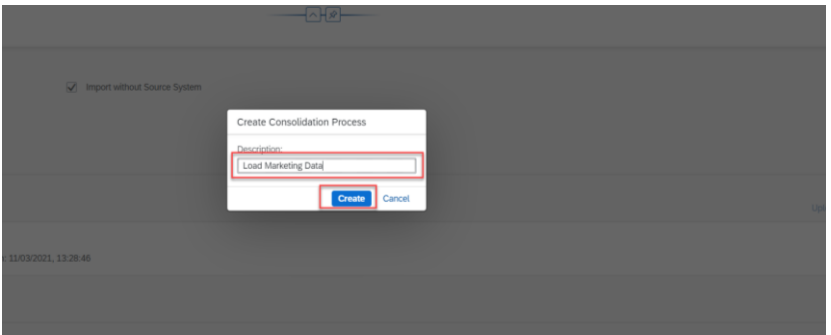 Import without Source System
Create Consolidation Process
Description:
Load Marketing Data
Create Cancel
11/03/2021, 13:28:46